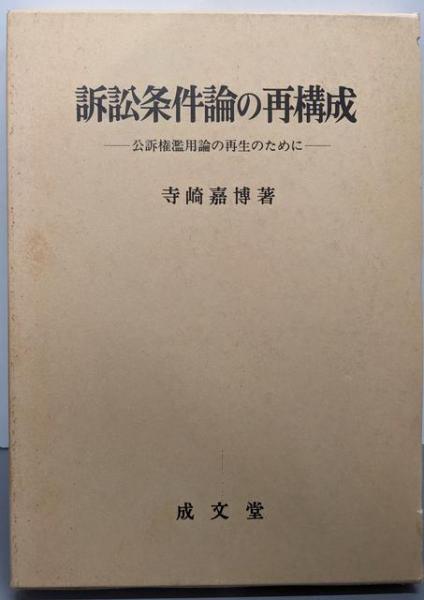 訴訟条件論の再構成
──公訴権濫用論の再生のために──
寺崎嘉博著
成文堂